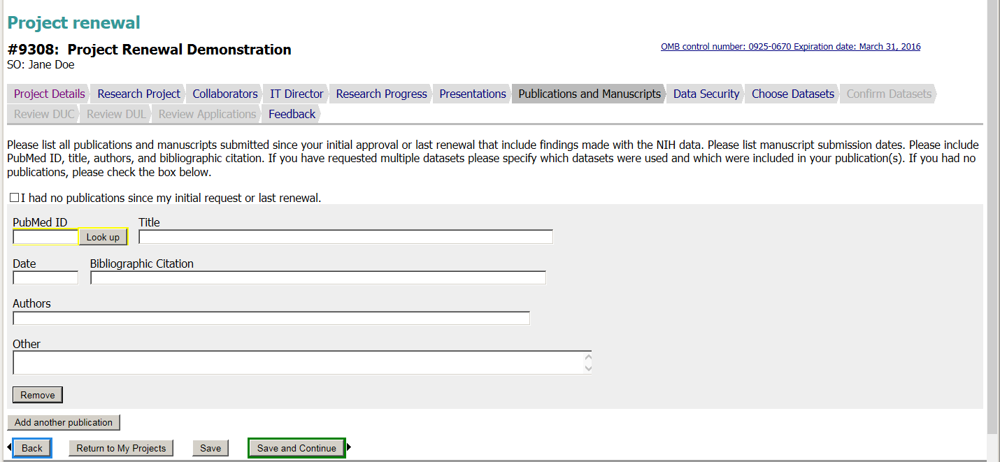 Project renewal
#9308:  Project Renewal Demonstration
OMB control number: 0925-0670 Expiration date: March 31, 2016
SO: Jane Doe
Project Details Research Project Collaborators IT Director Research Progress Presentations Publications and Manuscripts Data Security Choose Datasets Confirm Datasets
Review DUC Review DUL Review Applications Feedback
Please list all publications and manuscripts submitted since your initial approval or last renewal that include findings made with the NIH data. Please list manuscript submission dates. Please include
PubMed ID, title, authors, and bibliographic citation. If you have requested multiple datasets please specify which datasets were used and which were included in your publication(s). If you had no
publications, please check the box below.
I had no publications since my initial request or last renewal.
PubMed ID Title
Look up
Date Bibliographic Citation
Authors
Other
Remove
Add another publication
Back Return to My Projects Save Save and Continue